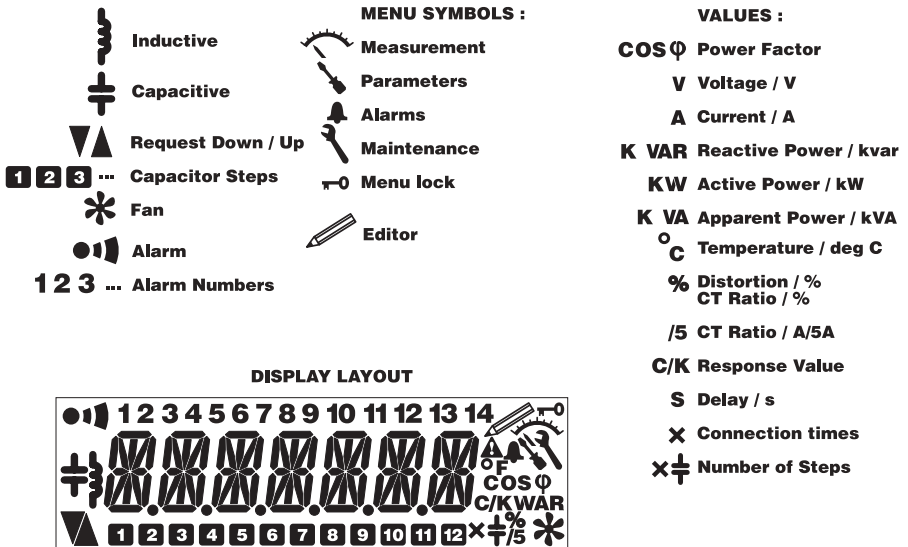 Inductive
Capacitive
Request Down / Up
1 2 3 ... Capacitor Steps
Fan
Alarm
1 2 3 ... Alarm Numbers
MENU SYMBOLS :
Measurement
Parameters
Alarms
Maintenance
Menu lock
Editor
VALUES :
COSφ Power Factor
V Voltage / V
A Current / A
K VAR Reactive Power / kvar
KW Active Power / kW
K VA Apparent Power / kVA
°C Temperature / deg C
% Distortion / %
CT Ratio / %
/5 CT Ratio / A/5A
C/K Response Value
S Delay / s
× Connection times
× Number of Steps
DISPLAY LAYOUT
1 2 3 4 5 6 7 8 9 10 11 12 13 14
°F
COSφ
C/KWAR
1 2 3 4 5 6 7 8 9 10 11 12 × %
/5